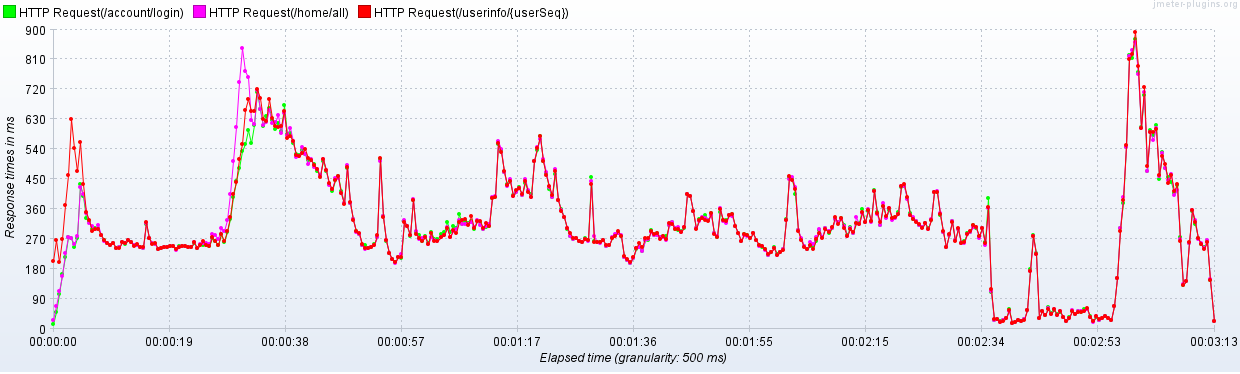 jmeter-plugins.org
HTTP Request(/account/login) HTTP Request(/home/all) HTTP Request(/userinfo/{userSeq})
900
810
720
630
540
450
360
270
180
90
0
Response times in ms
00:00:00 00:00:19 00:00:38 00:00:57 00:01:17 00:01:36 00:01:55 00:02:15 00:02:34 00:02:53 00:03:13
Elapsed time (granularity: 500 ms)